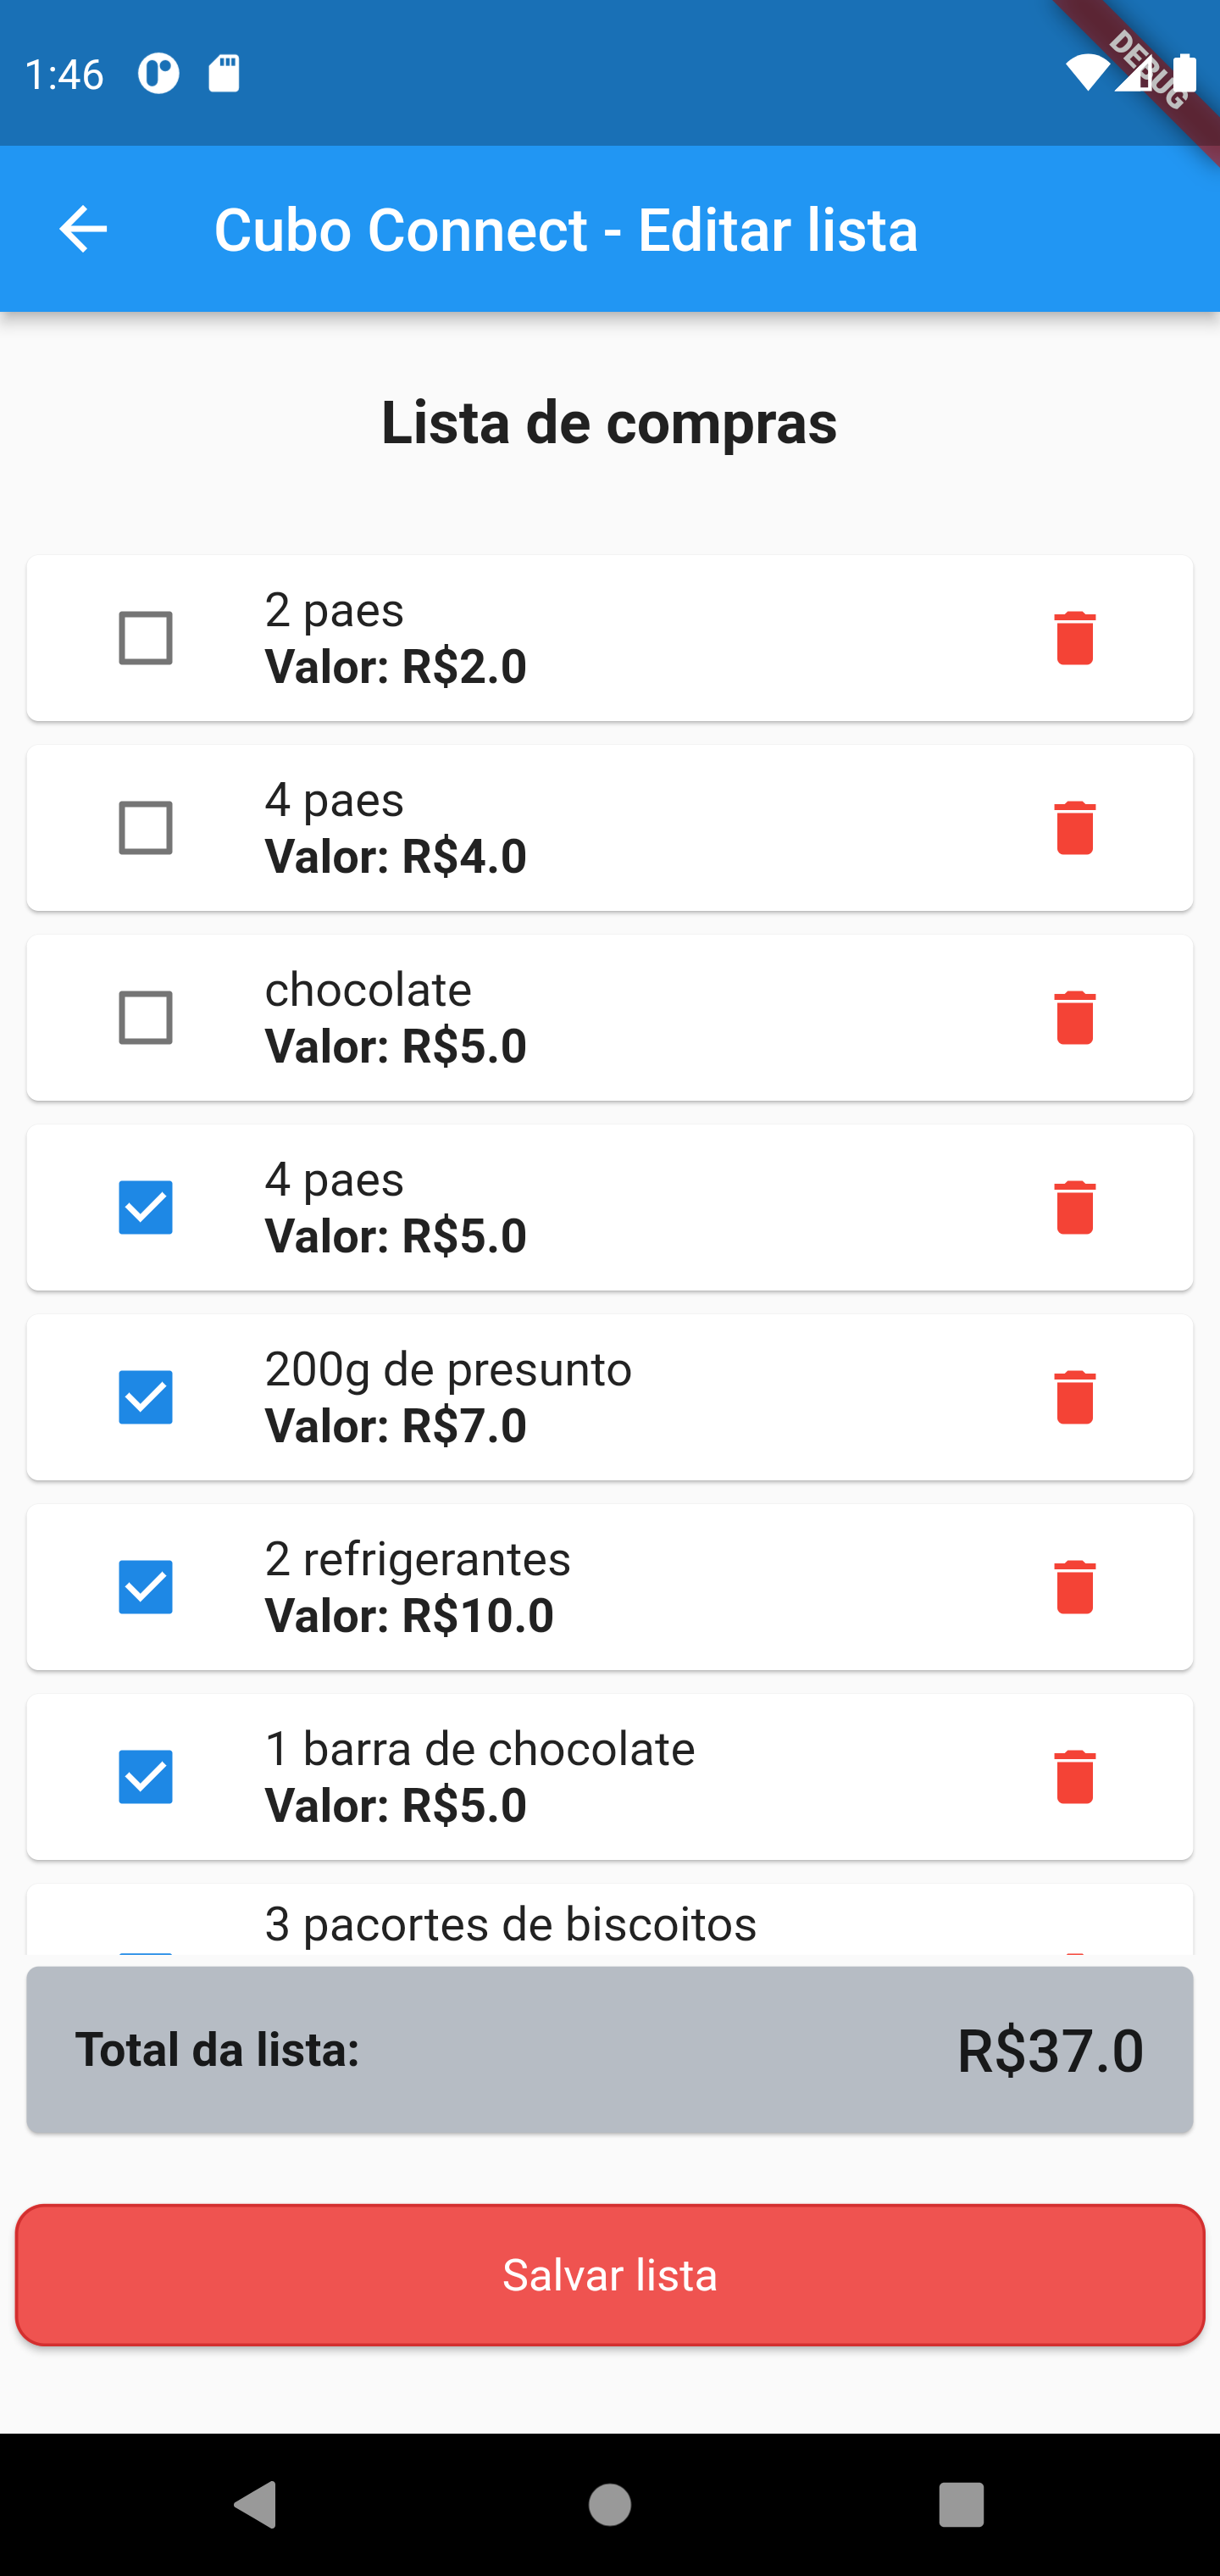 1:46
DEBUG
Cubo Connect - Editar lista
Lista de compras
2 paes
Valor: R$2.0
4 paes
Valor: R$4.0
chocolate
Valor: R$5.0
4 paes
Valor: R$5.0
200g de presunto
Valor: R$7.0
2 refrigerantes
Valor: R$10.0
1 barra de chocolate
Valor: R$5.0
3 pacortes de biscoitos
Total da lista:
R$37.0
Salvar lista